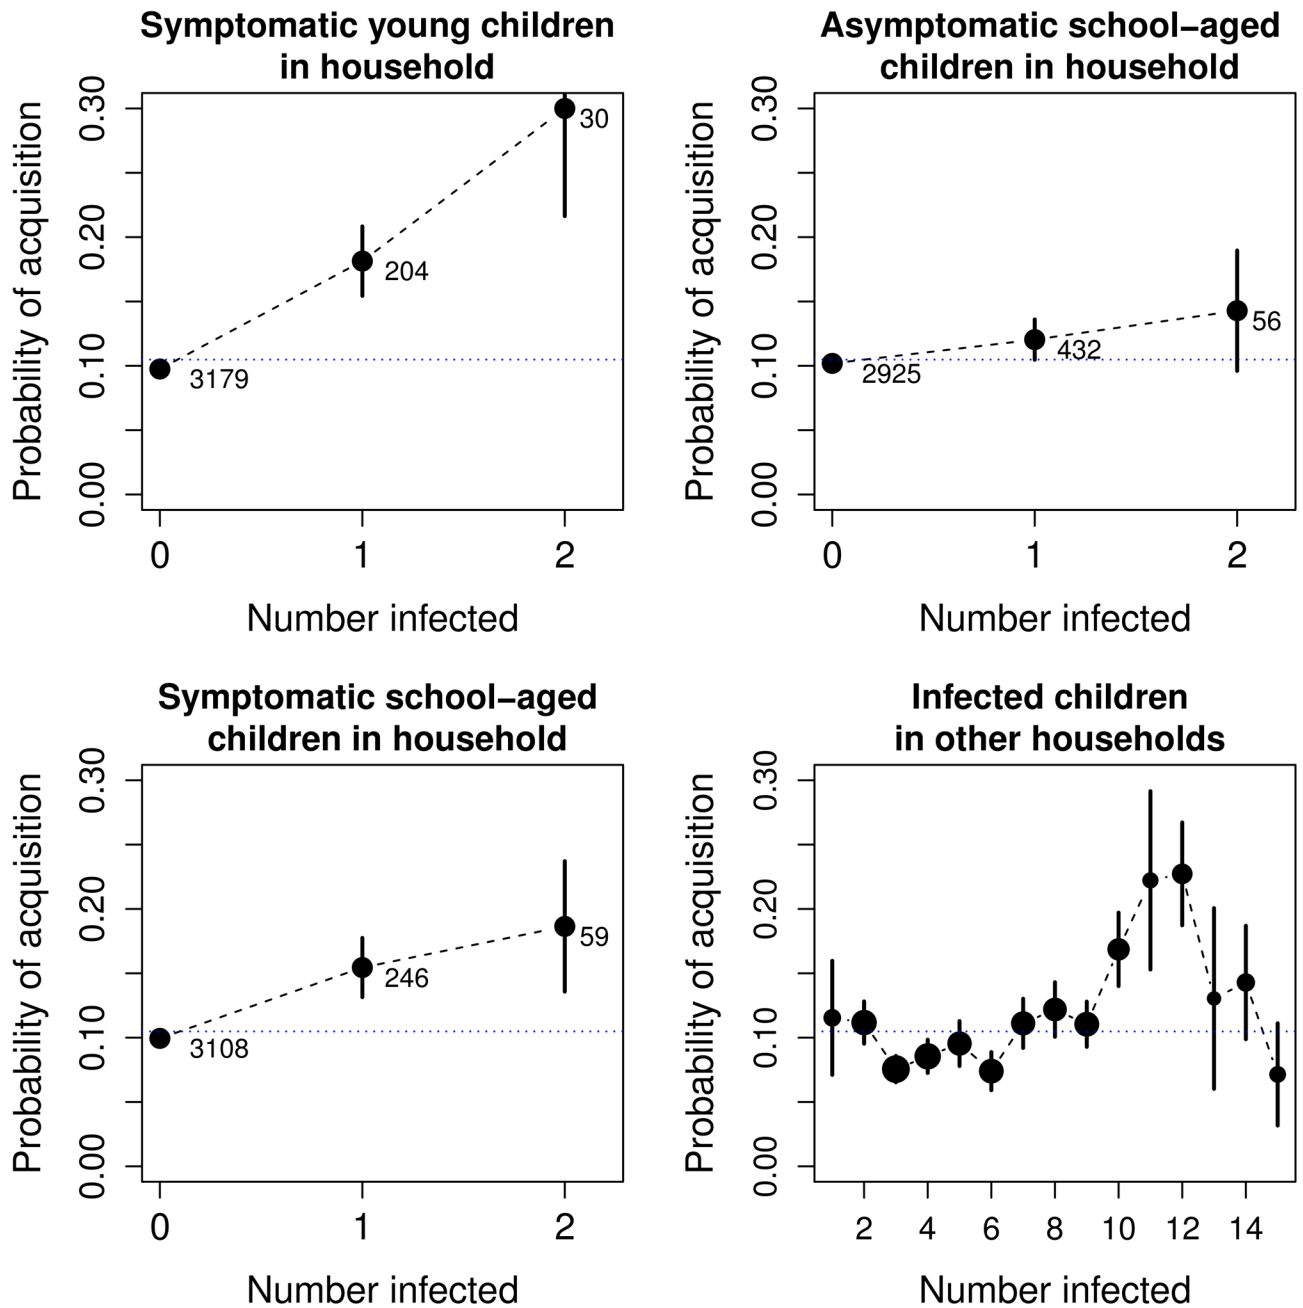 Symptomatic young children
in household
Probability of acquisition
0.00 0.10 0.20 0.30
3179
204
30
0 1 2
Number infected
Asymptomatic school−aged
children in household
Probability of acquisition
0.00 0.10 0.20 0.30
2925
432
56
0 1 2
Number infected
Symptomatic school−aged
children in household
Probability of acquisition
0.00 0.10 0.20 0.30
3108
246
59
0 1 2
Number infected
Infected children
in other households
Probability of acquisition
0.00 0.10 0.20 0.30
2 4 6 8 10 12 14
Number infected